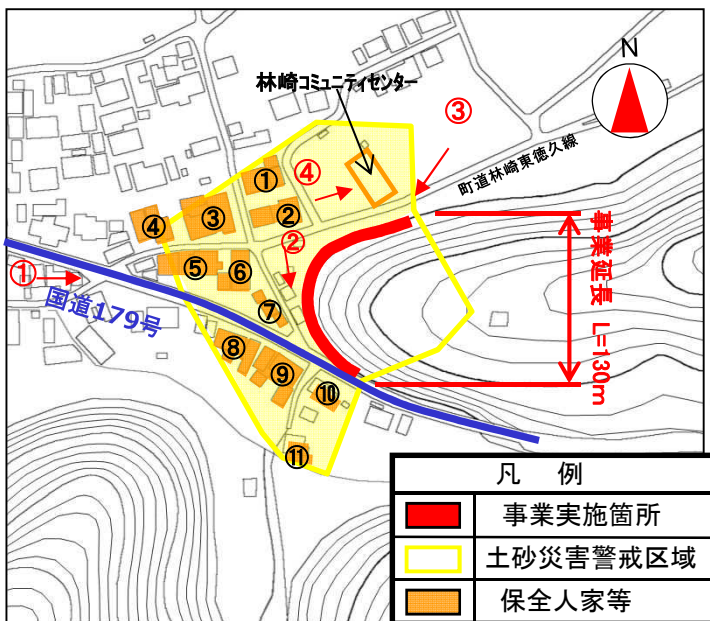 N
林崎コミュニティセンター
③
町道林崎東徳久線
①
④
③
②
④
②
⑤
⑥
①
国道179号
⑦
事業延長 L=130m
⑧
⑨
⑩
⑪
凡 例
事業実施箇所
土砂災害警戒区域
保全人家等